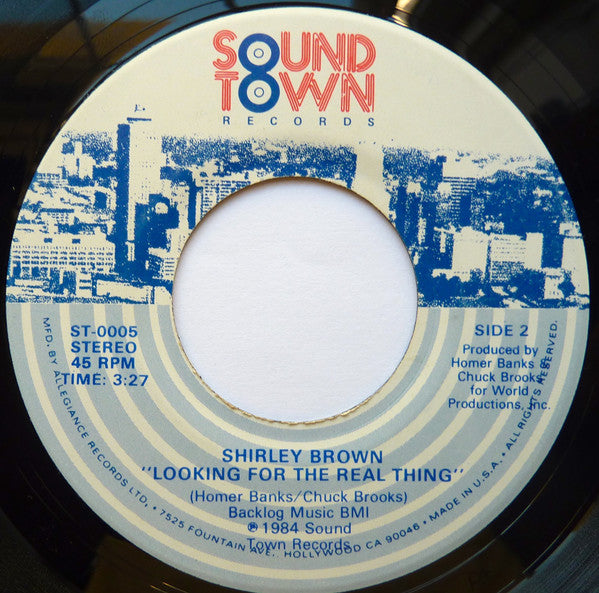 SOUND
TOWN
RECORDS
ST-0005
STEREO
45 RPM
TIME: 3:27
SIDE 2
Produced by
Homer Banks &
Chuck Brooks
for World
Productions, Inc.
SHIRLEY BROWN
"LOOKING FOR THE REAL THING"
(Homer Banks/Chuck Brooks)
Backlog Music BMI
℗ 1984 Sound
Town Records
MFD. BY ALLEGIANCE RECORDS LTD. • 7525 FOUNTAIN AVE. HOLLYWOOD CA 90046 • MADE IN U.S.A. • ALL RIGHTS RESERVED.